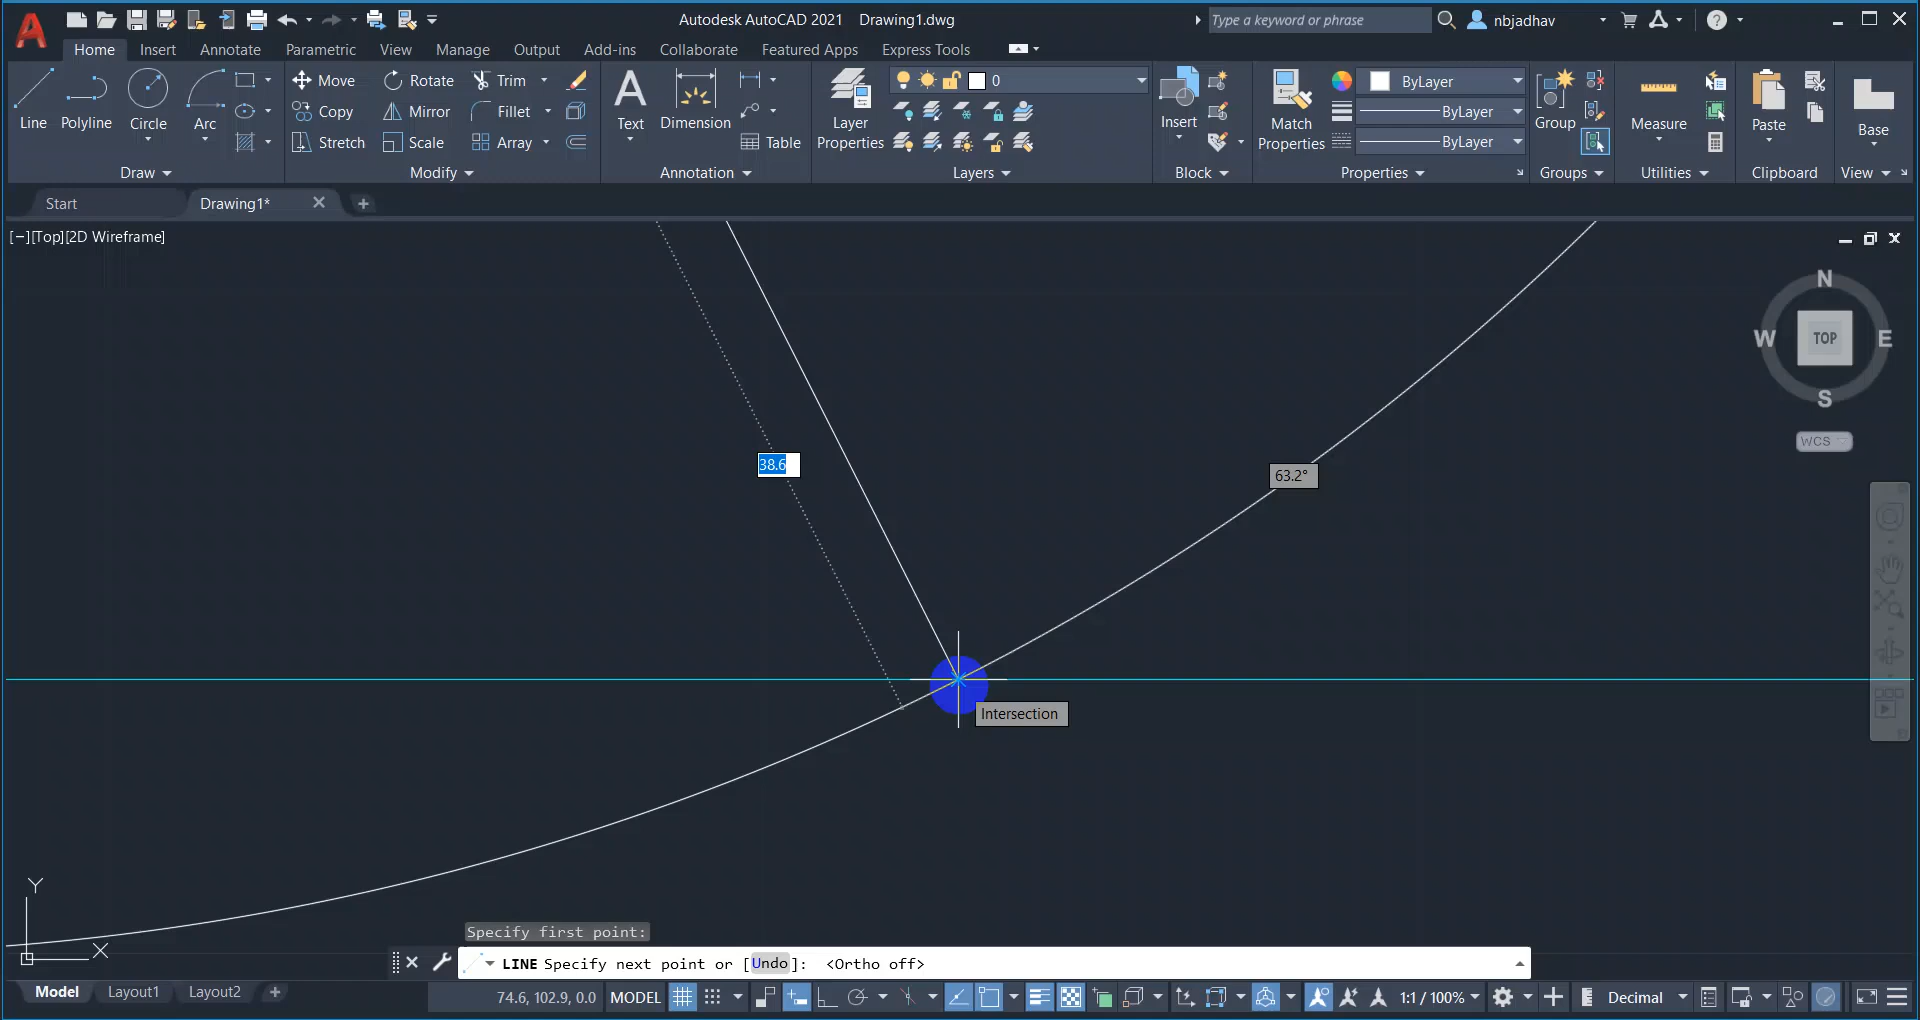 Autodesk AutoCAD 2021 Drawing1.dwg
Type a keyword or phrase
nbjadhav
Home Insert Annotate Parametric View Manage Output Add-ins Collaborate Featured Apps Express Tools
Line Polyline Circle Arc
Draw
Move Rotate Trim
Copy Mirror Fillet
Stretch Scale Array
Modify
Text Dimension Table
Annotation
Layer Properties
0
Layers
Insert
Block
Match Properties
ByLayer
ByLayer
ByLayer
Properties
Group
Groups
Measure
Utilities
Paste
Clipboard
Base
View
Start Drawing1*
[−][Top][2D Wireframe]
N
W TOP E
S
WCS
38.6
63.2°
Intersection
Y
X
Specify first point:
LINE Specify next point or [Undo]: <Ortho off>
Model Layout1 Layout2
74.6, 102.9, 0.0 MODEL 1:1 / 100% Decimal